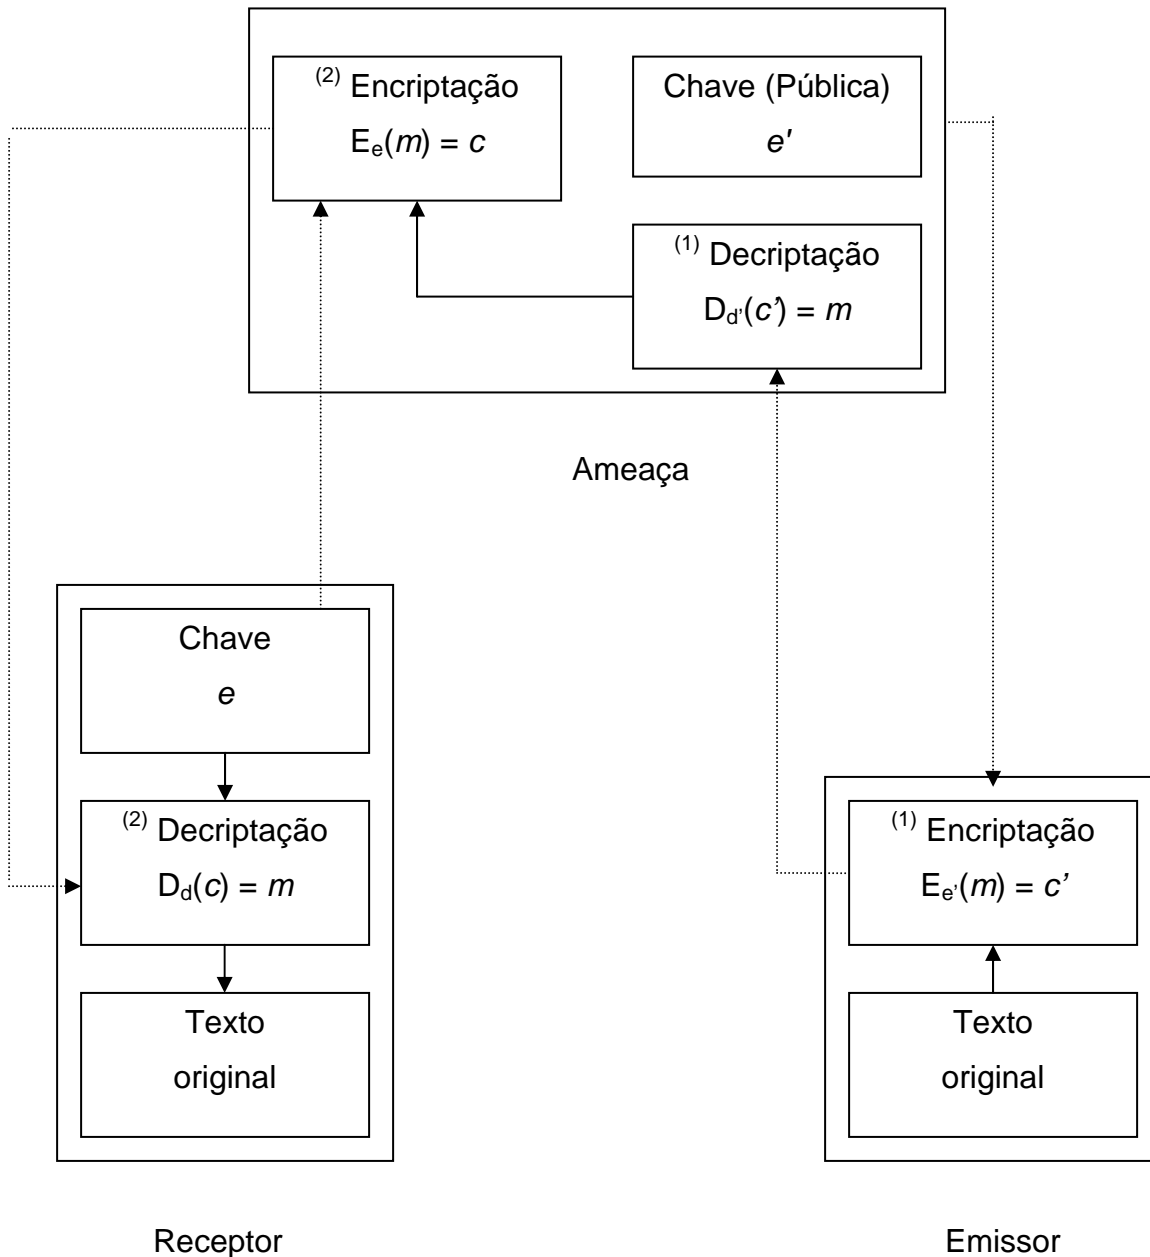 (2) Encriptação
Eₑ(m) = c
Chave (Pública)
e'
(1) Decriptação
D_d'(c’) = m
Ameaça
Chave
e
(2) Decriptação
D_d(c) = m
Texto
original
(1) Encriptação
E_e'(m) = c’
Texto
original
Receptor
Emissor